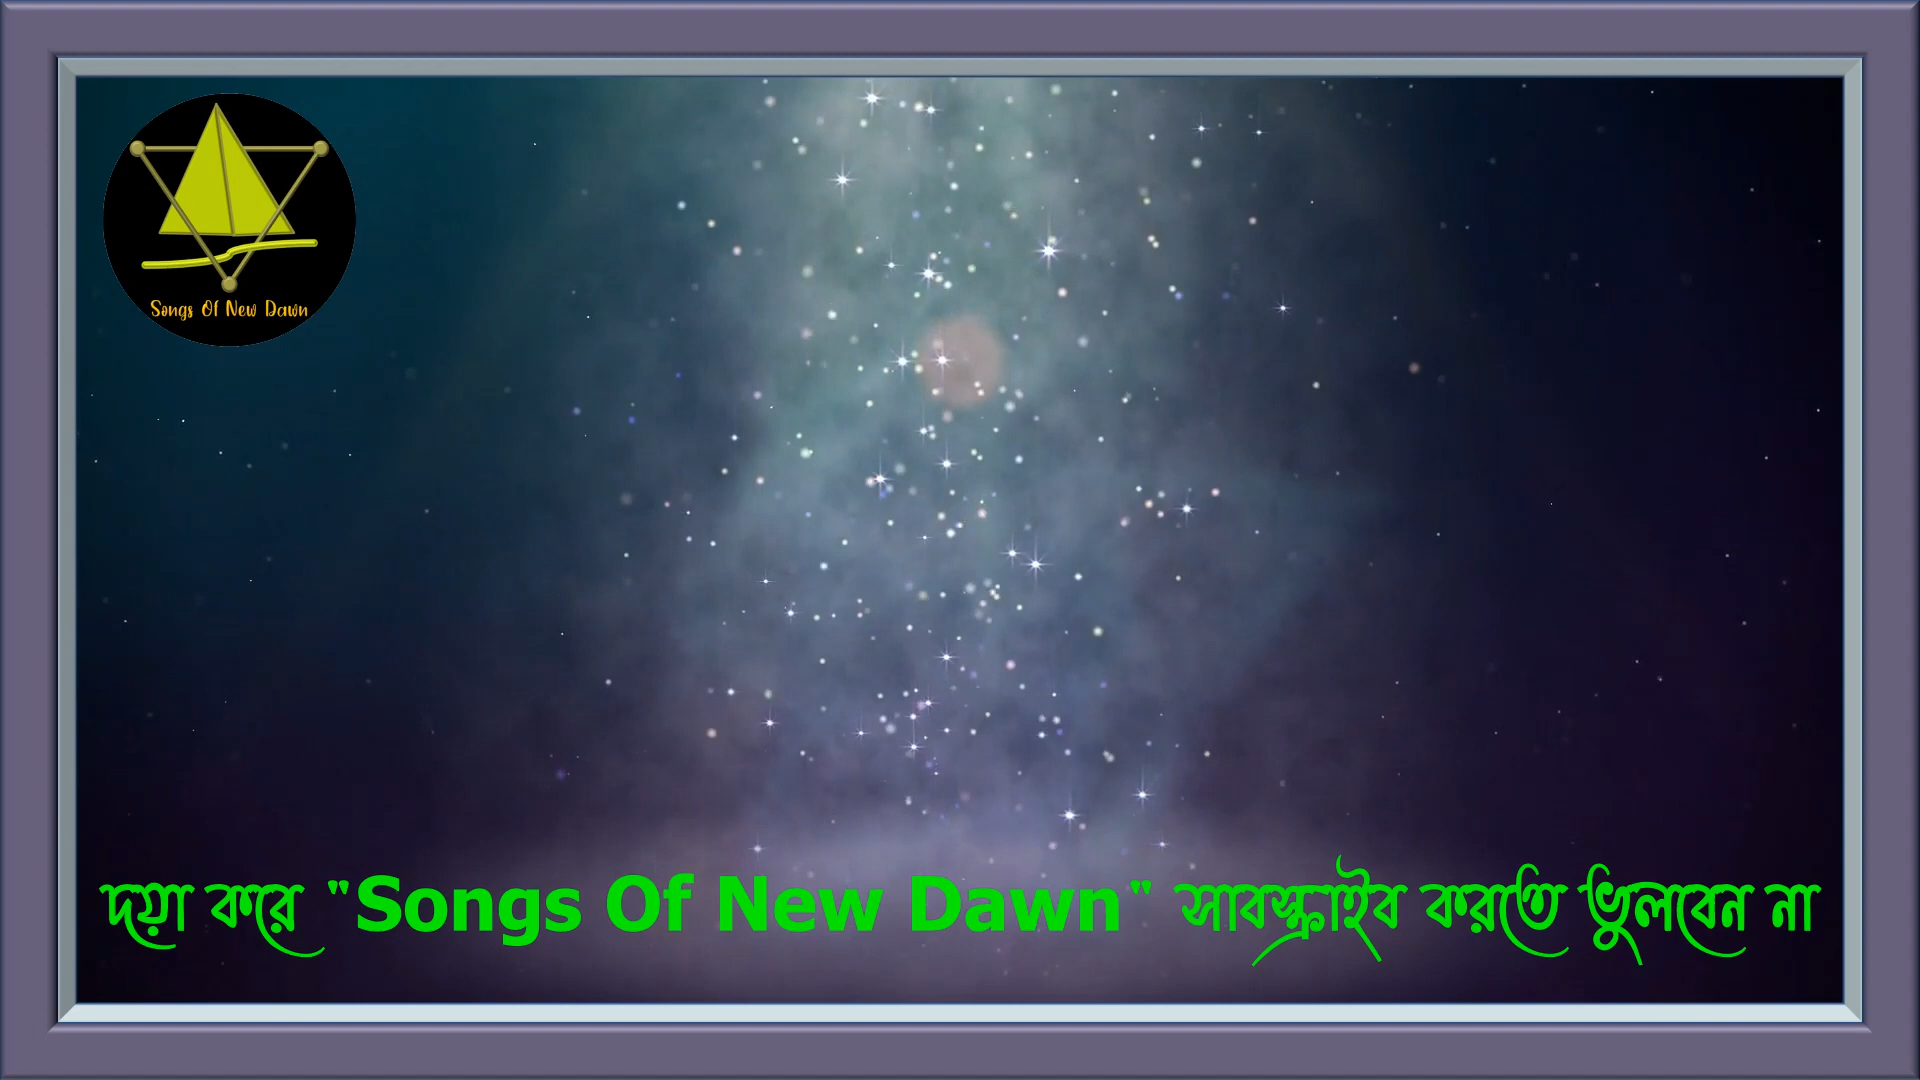 Songs Of New Dawn
দয়া করে "Songs Of New Dawn" সাবস্ক্রাইব করতে ভুলবেন না